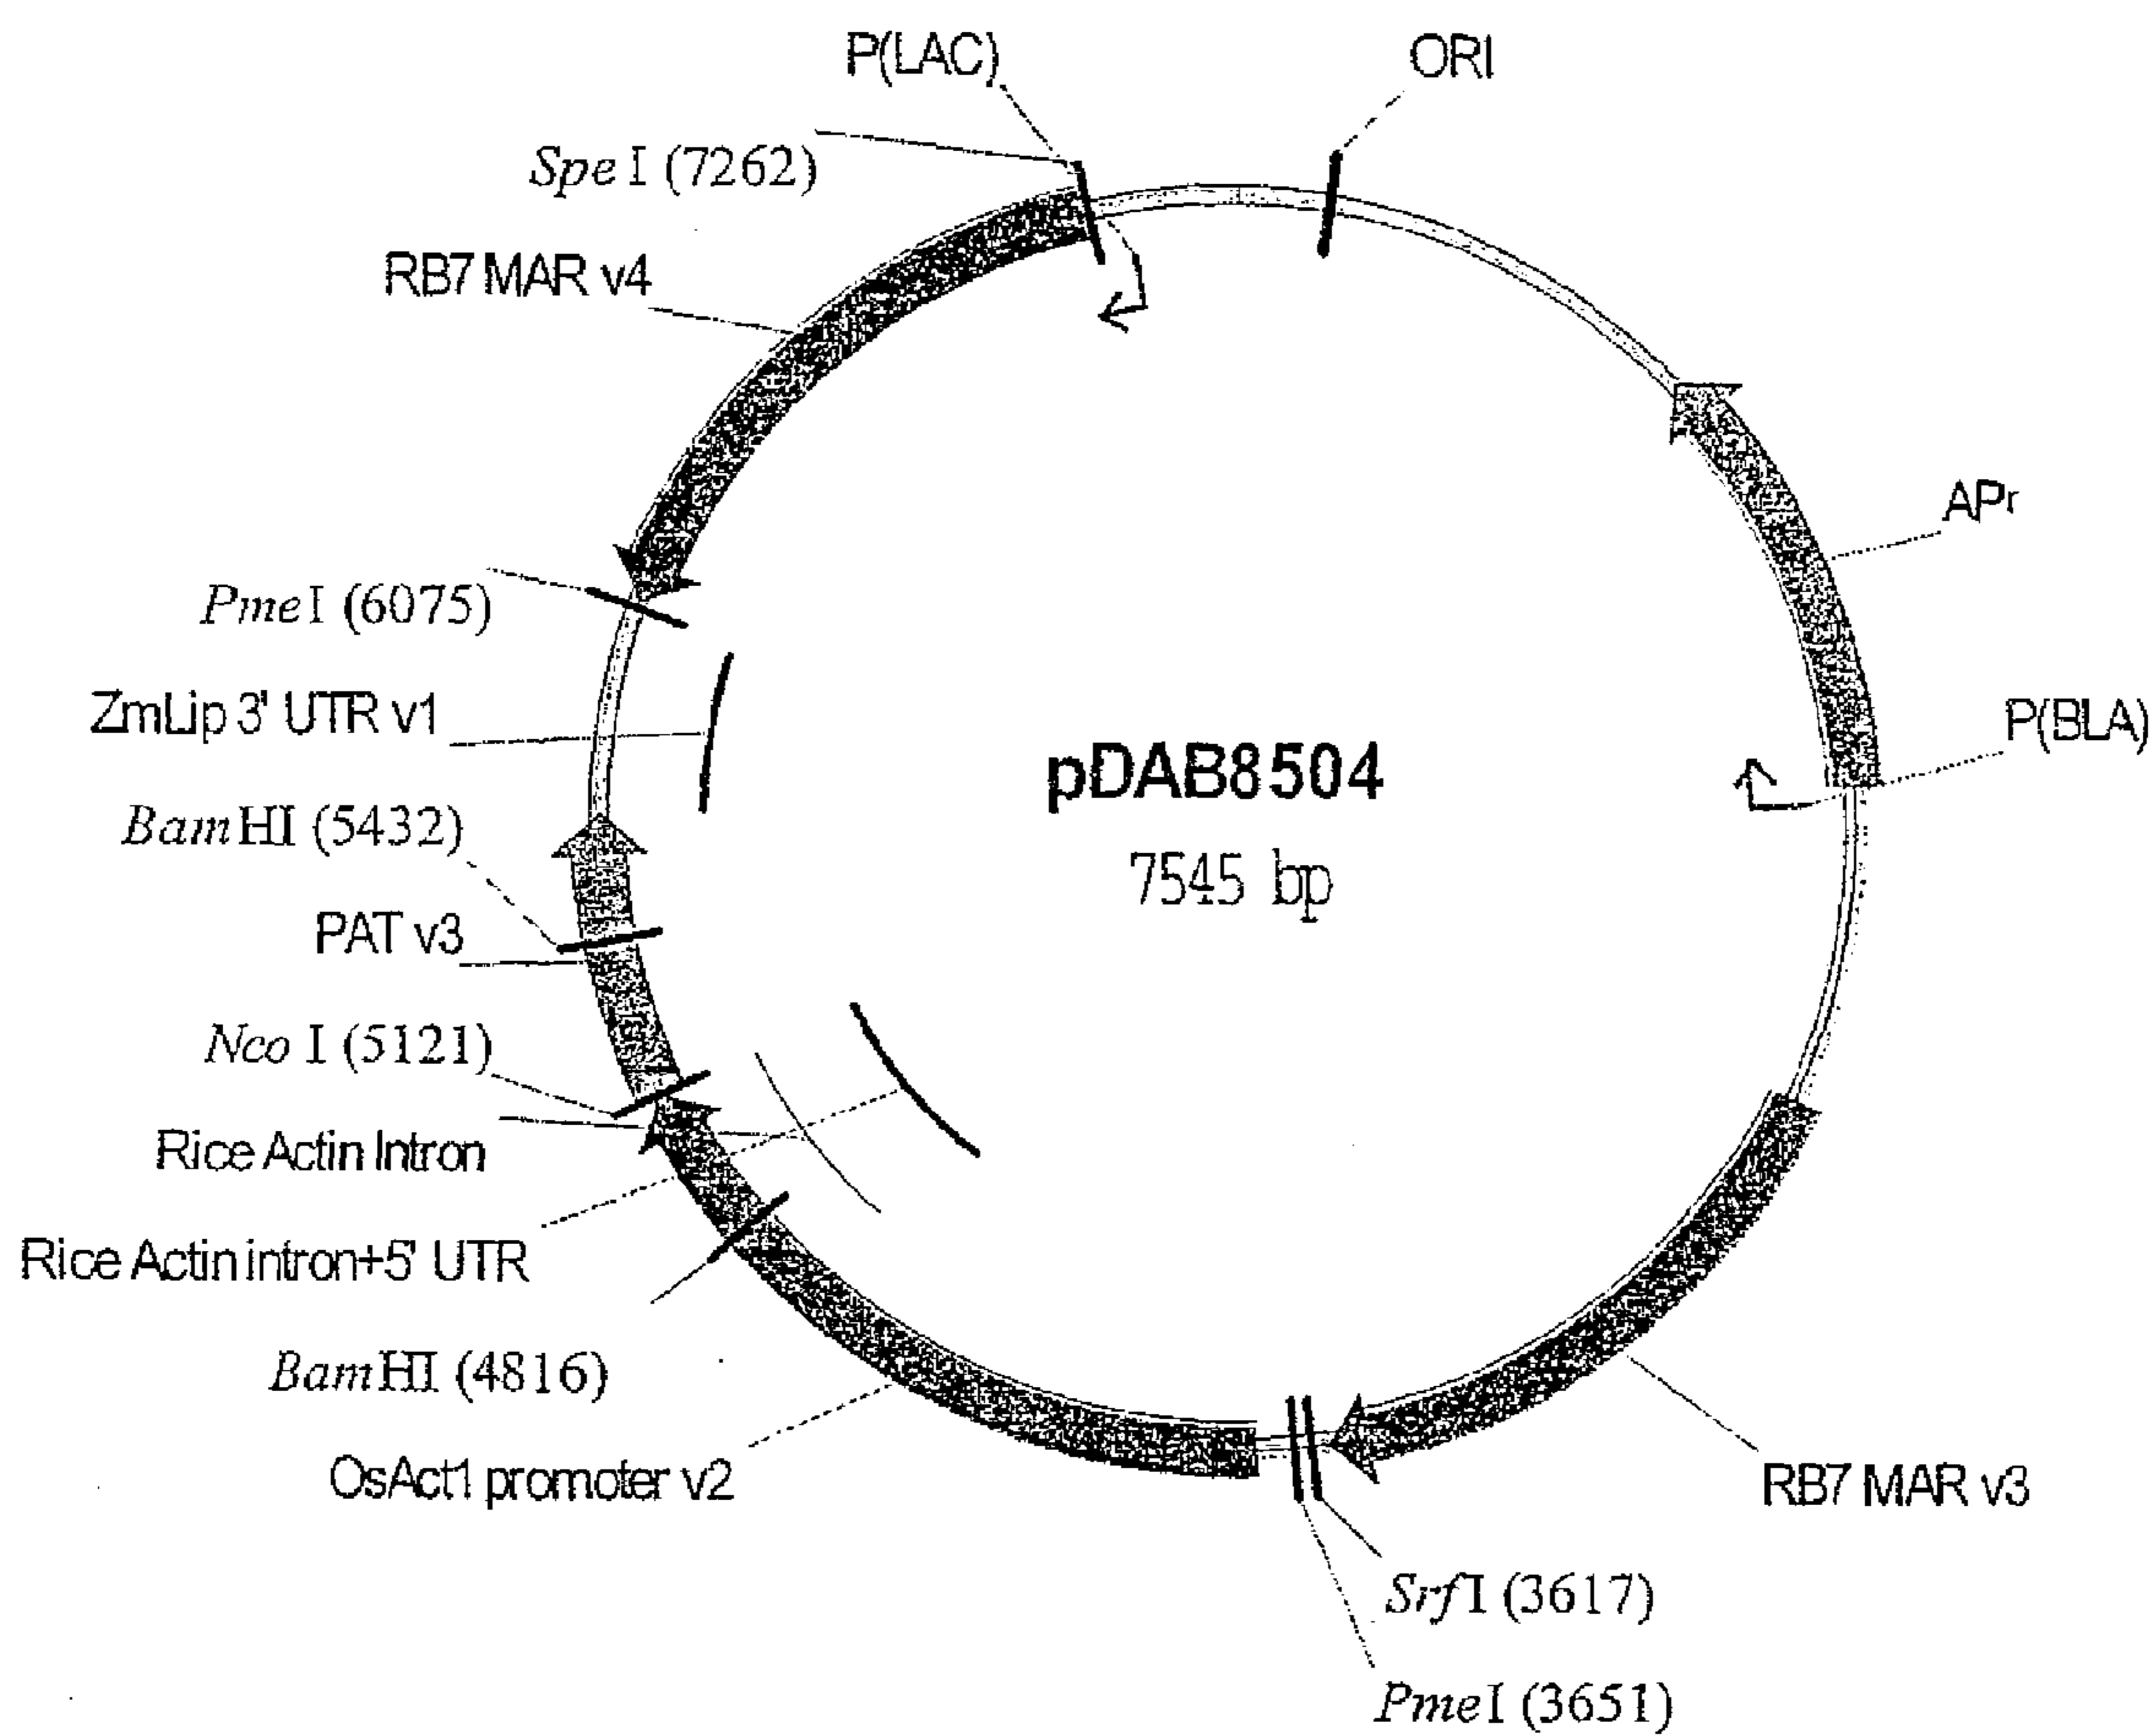 P(LAC)
ORI
SpeI (7262)
RB7 MAR v4
APr
PmeI (6075)
ZmLip 3' UTR v1
P(BLA)
pDAB8504
7545 bp
BamHI (5432)
PAT v3
NcoI (5121)
Rice Actin Intron
Rice Actin intron+5' UTR
BamHI (4816)
OsAct1 promoter v2
RB7 MAR v3
SrfI (3617)
PmeI (3651)